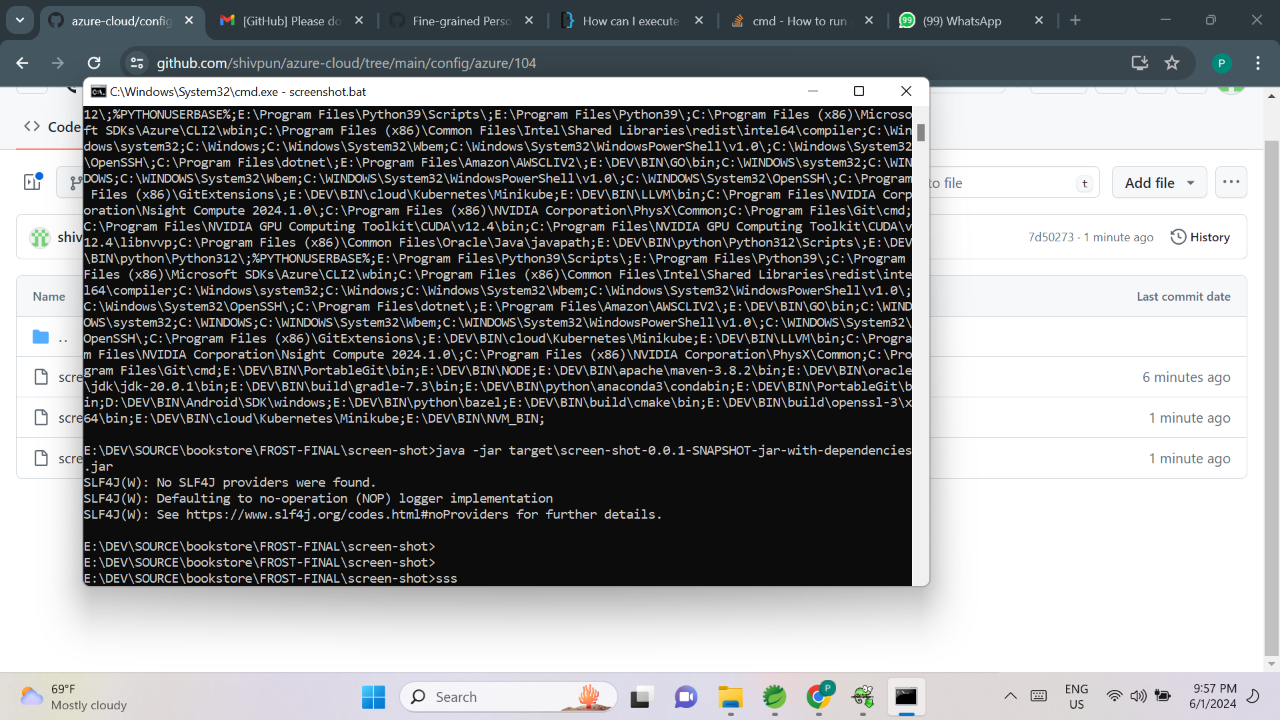 azure-cloud/config
[GitHub] Please do
Fine-grained Perso
How can I execute
cmd - How to run
(99) WhatsApp
github.com/shivpun/azure-cloud/tree/main/config/azure/104
P
C:\Windows\System32\cmd.exe - screenshot.bat
12\;%PYTHONUSERBASE%;E:\Program Files\Python39\Scripts\;E:\Program Files\Python39\;C:\Program Files (x86)\Microso
ft SDKs\Azure\CLI2\wbin;C:\Program Files (x86)\Common Files\Intel\Shared Libraries\redist\intel64\compiler;C:\Win
dows\system32;C:\Windows;C:\Windows\System32\Wbem;C:\Windows\System32\WindowsPowerShell\v1.0\;C:\Windows\System32
\OpenSSH\;C:\Program Files\dotnet\;E:\Program Files\Amazon\AWSCLIV2\;E:\DEV\BIN\GO\bin;C:\WINDOWS\system32;C:\WIN
DOWS;C:\WINDOWS\System32\Wbem;C:\WINDOWS\System32\WindowsPowerShell\v1.0\;C:\WINDOWS\System32\OpenSSH\;C:\Program
 Files (x86)\GitExtensions\;E:\DEV\BIN\cloud\Kubernetes\Minikube;E:\DEV\BIN\LLVM\bin;C:\Program Files\NVIDIA Corp
oration\Nsight Compute 2024.1.0\;C:\Program Files (x86)\NVIDIA Corporation\PhysX\Common;C:\Program Files\Git\cmd;
C:\Program Files\NVIDIA GPU Computing Toolkit\CUDA\v12.4\bin;C:\Program Files\NVIDIA GPU Computing Toolkit\CUDA\v
12.4\libnvvp;C:\Program Files (x86)\Common Files\Oracle\Java\javapath;E:\DEV\BIN\python\Python312\Scripts\;E:\DEV
\BIN\python\Python312\;%PYTHONUSERBASE%;E:\Program Files\Python39\Scripts\;E:\Program Files\Python39\;C:\Program
Files (x86)\Microsoft SDKs\Azure\CLI2\wbin;C:\Program Files (x86)\Common Files\Intel\Shared Libraries\redist\inte
l64\compiler;C:\Windows\system32;C:\Windows;C:\Windows\System32\Wbem;C:\Windows\System32\WindowsPowerShell\v1.0\;
C:\Windows\System32\OpenSSH\;C:\Program Files\dotnet\;E:\Program Files\Amazon\AWSCLIV2\;E:\DEV\BIN\GO\bin;C:\WIND
OWS\system32;C:\WINDOWS;C:\WINDOWS\System32\Wbem;C:\WINDOWS\System32\WindowsPowerShell\v1.0\;C:\WINDOWS\System32\
OpenSSH\;C:\Program Files (x86)\GitExtensions\;E:\DEV\BIN\cloud\Kubernetes\Minikube;E:\DEV\BIN\LLVM\bin;C:\Progra
m Files\NVIDIA Corporation\Nsight Compute 2024.1.0\;C:\Program Files (x86)\NVIDIA Corporation\PhysX\Common;C:\Pro
gram Files\Git\cmd;E:\DEV\BIN\PortableGit\bin;E:\DEV\BIN\NODE;E:\DEV\BIN\apache\maven-3.8.2\bin;E:\DEV\BIN\oracle
\jdk\jdk-20.0.1\bin;E:\DEV\BIN\build\gradle-7.3\bin;E:\DEV\BIN\python\anaconda3\condabin;E:\DEV\BIN\PortableGit\b
in;D:\DEV\BIN\Android\SDK\windows;E:\DEV\BIN\python\bazel;E:\DEV\BIN\build\cmake\bin;E:\DEV\BIN\build\openssl-3\x
64\bin;E:\DEV\BIN\cloud\Kubernetes\Minikube;E:\DEV\BIN\NVM_BIN;
E:\DEV\SOURCE\bookstore\FROST-FINAL\screen-shot>java -jar target\screen-shot-0.0.1-SNAPSHOT-jar-with-dependencies
.jar
SLF4J(W): No SLF4J providers were found.
SLF4J(W): Defaulting to no-operation (NOP) logger implementation
SLF4J(W): See https://www.slf4j.org/codes.html#noProviders for further details.
E:\DEV\SOURCE\bookstore\FROST-FINAL\screen-shot>
E:\DEV\SOURCE\bookstore\FROST-FINAL\screen-shot>
E:\DEV\SOURCE\bookstore\FROST-FINAL\screen-shot>sss
Code
to file
t
Add file
shiv
7d50273 · 1 minute ago
History
Name
Last commit date
..
scre
6 minutes ago
scre
1 minute ago
scre
1 minute ago
69°F
Mostly cloudy
Search
P
ENG
US
9:57 PM
6/1/2024